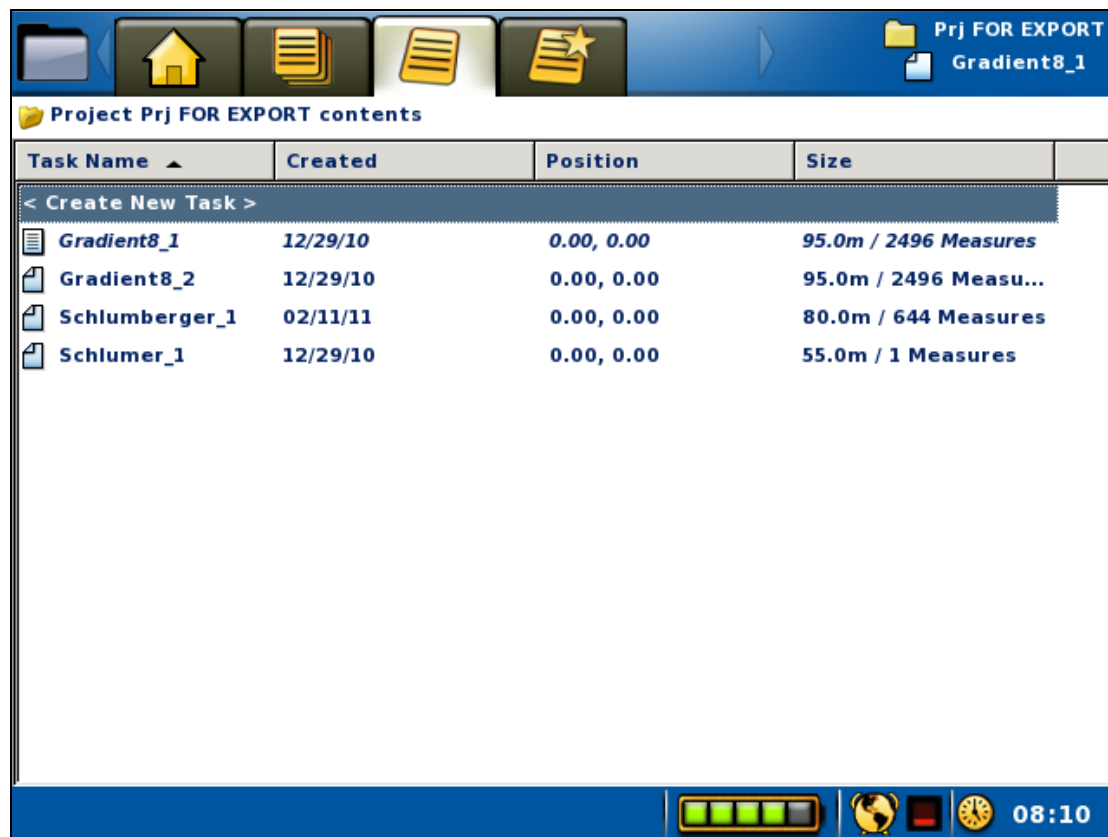 Prj FOR EXPORT
Gradient8_1
Project Prj FOR EXPORT contents
Task Name Created Position Size
< Create New Task >
Gradient8_1 12/29/10 0.00, 0.00 95.0m / 2496 Measures
Gradient8_2 12/29/10 0.00, 0.00 95.0m / 2496 Measu...
Schlumberger_1 02/11/11 0.00, 0.00 80.0m / 644 Measures
Schlumer_1 12/29/10 0.00, 0.00 55.0m / 1 Measures
08:10